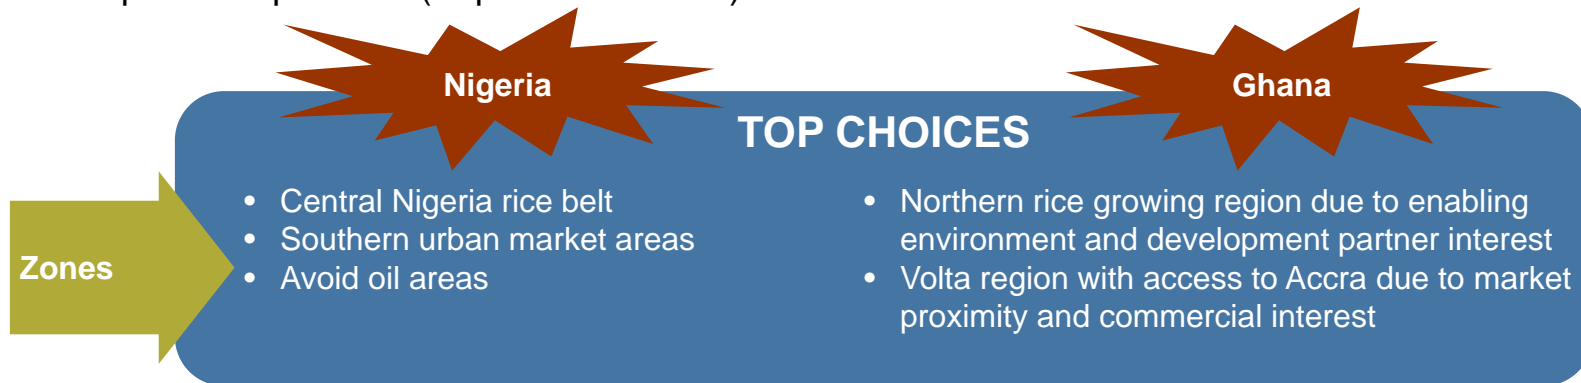 Nigeria
Ghana
TOP CHOICES
Zones
• Central Nigeria rice belt
• Southern urban market areas
• Avoid oil areas
• Northern rice growing region due to enabling
environment and development partner interest
• Volta region with access to Accra due to market
proximity and commercial interest